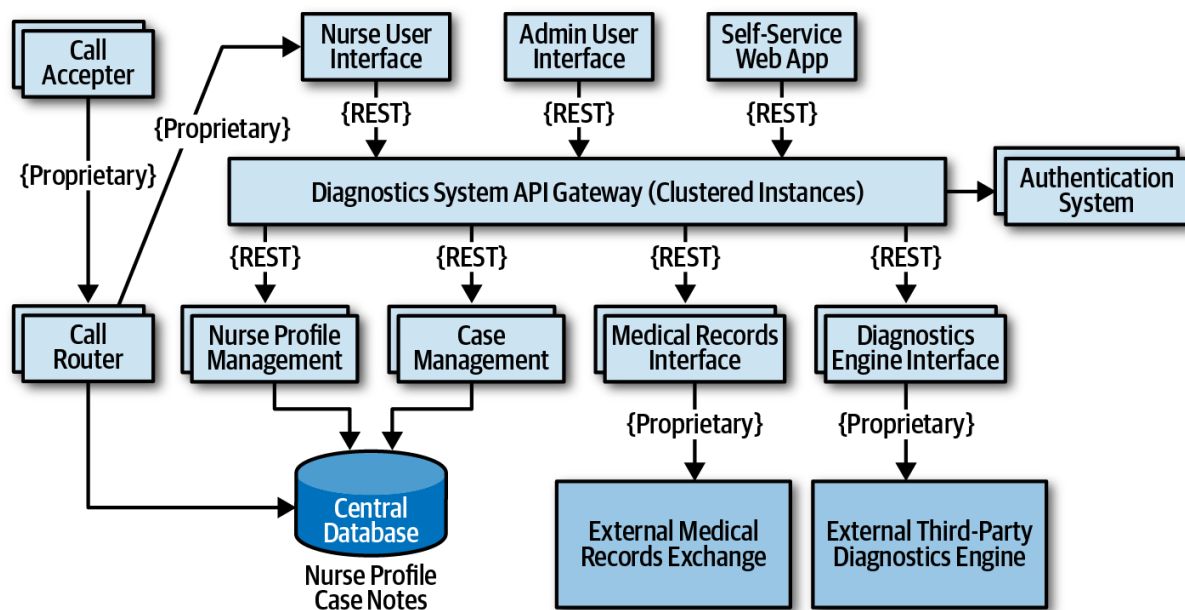 Call
Accepter
Nurse User
Interface
Admin User
Interface
Self-Service
Web App
{Proprietary}
{Proprietary}
{REST}
{REST}
{REST}
Diagnostics System API Gateway (Clustered Instances)
Authentication
System
{REST}
{REST}
{REST}
{REST}
Call
Router
Nurse Profile
Management
Case
Management
Medical Records
Interface
Diagnostics
Engine Interface
{Proprietary}
{Proprietary}
Central
Database
Nurse Profile
Case Notes
External Medical
Records Exchange
External Third-Party
Diagnostics Engine